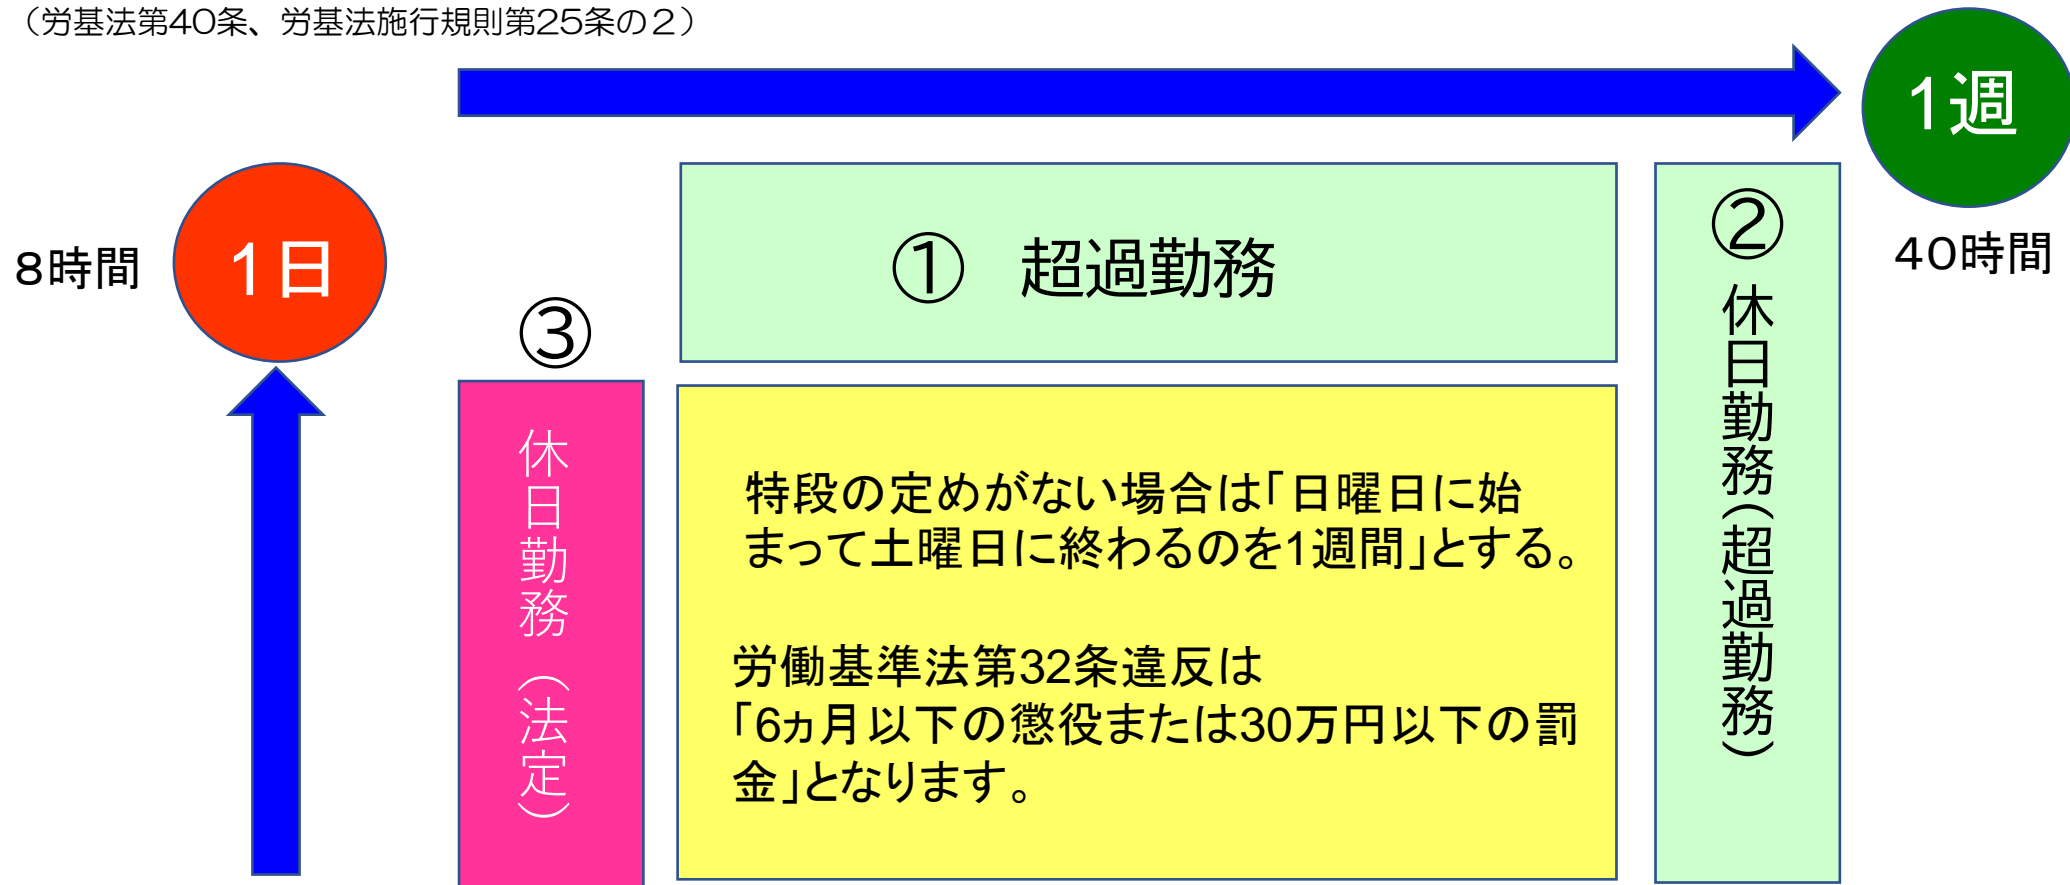 （労基法第40条、労基法施行規則第25条の２）
1週
40時間
8時間
1日
① 超過勤務
② 休日勤務（超過勤務）
③
休日勤務（法定）
特段の定めがない場合は「日曜日に始
まって土曜日に終わるのを1週間」とする。
労働基準法第32条違反は
「6ヵ月以下の懲役または30万円以下の罰
金」となります。